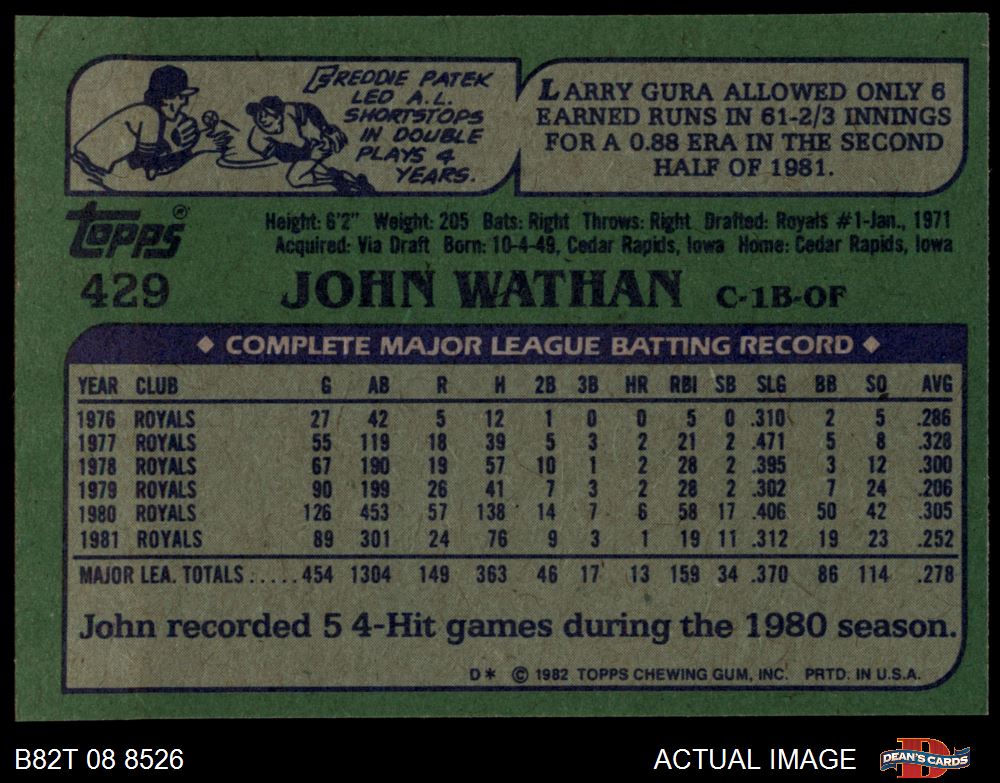 FREDDIE PATEK
LED A.L.
SHORTSTOPS
IN DOUBLE
PLAYS 4
YEARS.
LARRY GURA ALLOWED ONLY 6
EARNED RUNS IN 61-2/3 INNINGS
FOR A 0.88 ERA IN THE SECOND
HALF OF 1981.
topps®
Height: 6'2" Weight: 205 Bats: Right Throws: Right Drafted: Royals #1-Jan., 1971
Acquired: Via Draft Born: 10-4-49, Cedar Rapids, Iowa Home: Cedar Rapids, Iowa
429 JOHN WATHAN C-1B-OF
◆ COMPLETE MAJOR LEAGUE BATTING RECORD ◆
YEAR CLUB G AB R H 2B 3B HR RBI SB SLG BB SO AVG
1976 ROYALS 27 42 5 12 1 0 0 5 0 .310 2 5 .286
1977 ROYALS 55 119 18 39 5 3 2 21 2 .471 5 8 .328
1978 ROYALS 67 190 19 57 10 1 2 28 2 .395 3 12 .300
1979 ROYALS 90 199 26 41 7 3 2 28 2 .302 7 24 .206
1980 ROYALS 126 453 57 138 14 7 6 58 17 .406 50 42 .305
1981 ROYALS 89 301 24 76 9 3 1 19 11 .312 19 23 .252
MAJOR LEA. TOTALS ..... 454 1304 149 363 46 17 13 159 34 .370 86 114 .278
John recorded 5 4-Hit games during the 1980 season.
D* © 1982 TOPPS CHEWING GUM, INC. PRTD. IN U.S.A.
B82T 08 8526 ACTUAL IMAGE DEAN'S CARDS